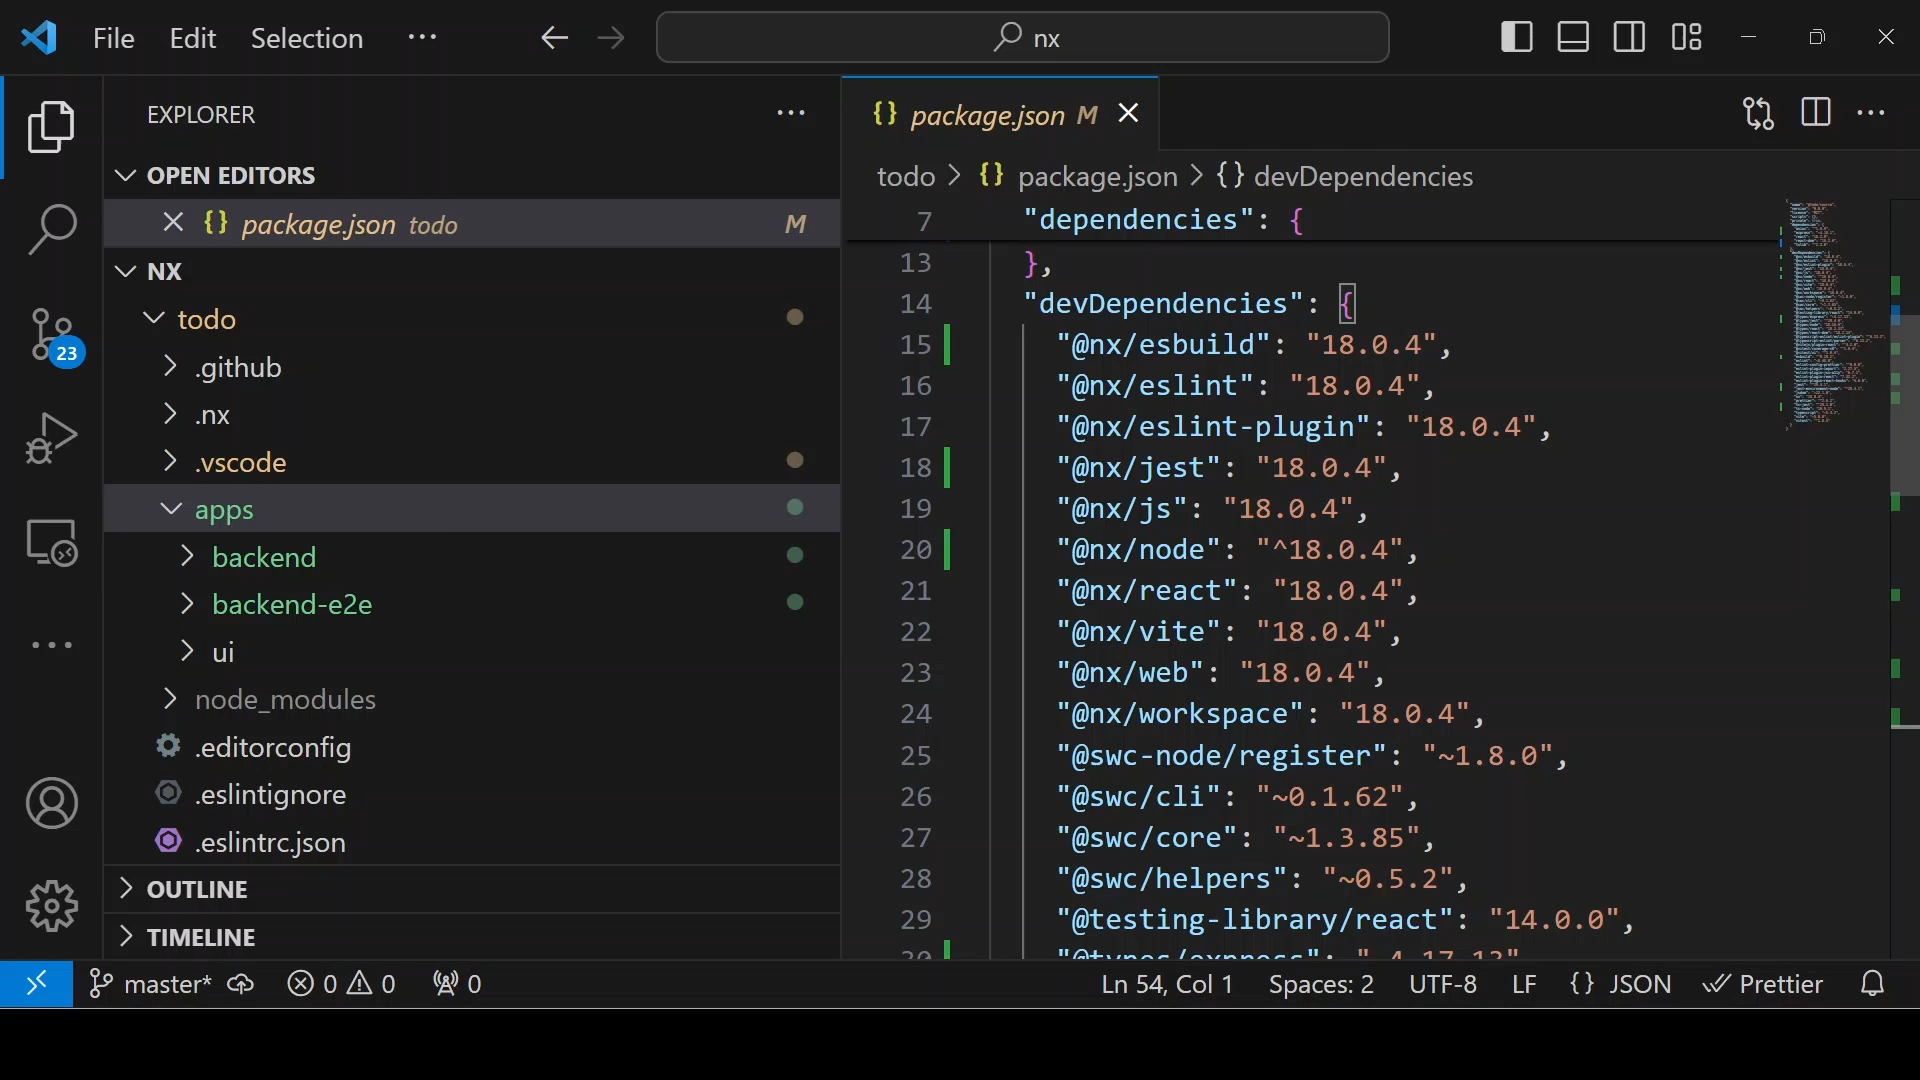 File Edit Selection ···
nx
EXPLORER
OPEN EDITORS
{} package.json todo M
NX
todo
.github
.nx
.vscode
apps
backend
backend-e2e
ui
node_modules
.editorconfig
.eslintignore
.eslintrc.json
OUTLINE
TIMELINE
23
{} package.json M
todo > {} package.json > {} devDependencies
7 "dependencies": {
13 },
14 "devDependencies": {
15 "@nx/esbuild": "18.0.4",
16 "@nx/eslint": "18.0.4",
17 "@nx/eslint-plugin": "18.0.4",
18 "@nx/jest": "18.0.4",
19 "@nx/js": "18.0.4",
20 "@nx/node": "^18.0.4",
21 "@nx/react": "18.0.4",
22 "@nx/vite": "18.0.4",
23 "@nx/web": "18.0.4",
24 "@nx/workspace": "18.0.4",
25 "@swc-node/register": "~1.8.0",
26 "@swc/cli": "~0.1.62",
27 "@swc/core": "~1.3.85",
28 "@swc/helpers": "~0.5.2",
29 "@testing-library/react": "14.0.0",
master* 0 0 0 Ln 54, Col 1 Spaces: 2 UTF-8 LF {} JSON Prettier